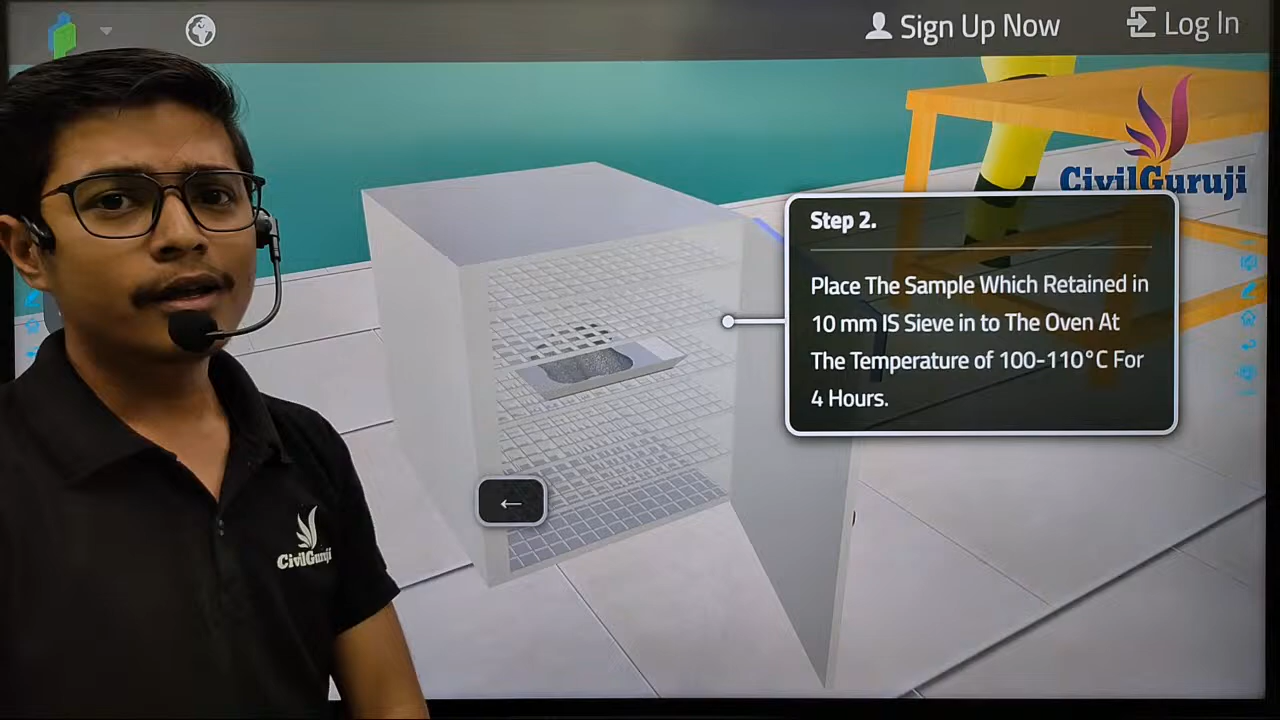 Sign Up Now
Log In
CivilGuruji
Step 2.
Place The Sample Which Retained in
10 mm IS Sieve in to The Oven At
The Temperature of 100-110°C For
4 Hours.
CivilGuruji